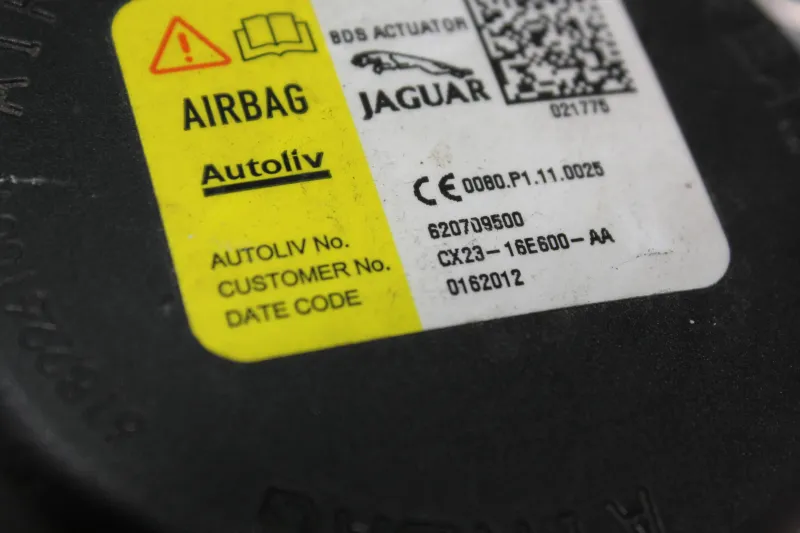 BDS ACTUATOR
JAGUAR
021775
AIRBAG
Autoliv
CE 0080.P1.11.0025
AUTOLIV No. 620709500
CUSTOMER No. CX23-16E600-AA
DATE CODE 0162012